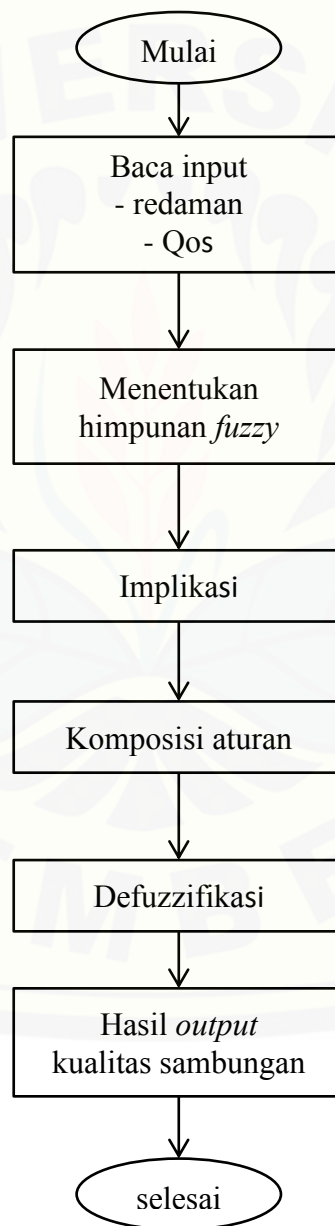 Mulai
Baca input
- redaman
- Qos
Menentukan
himpunan fuzzy
Implikasi
Komposisi aturan
Defuzzifikasi
Hasil output
kualitas sambungan
selesai